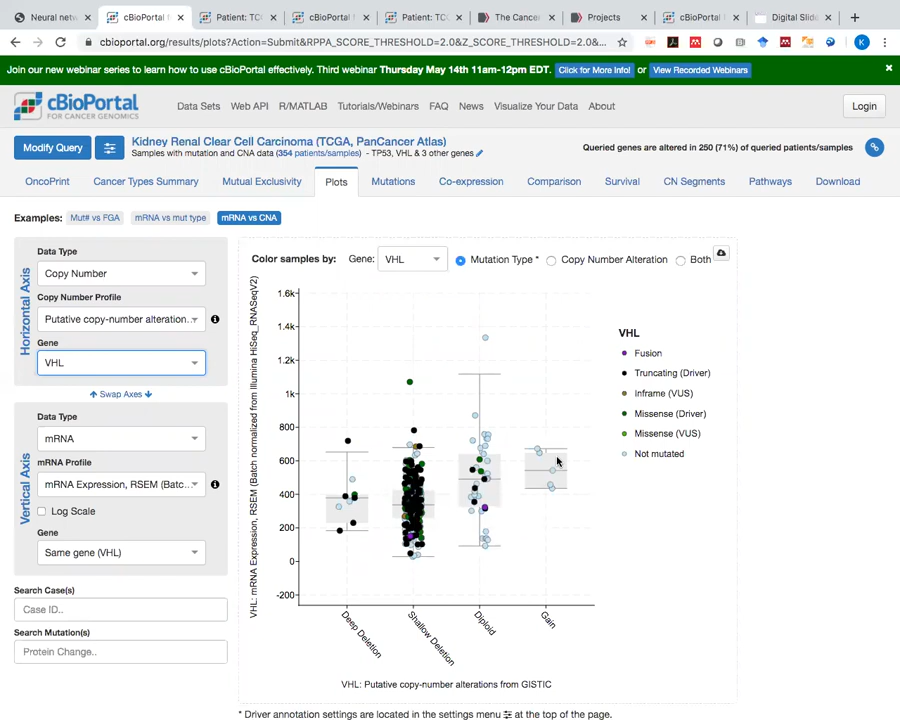 Neural netw
cBioPortal f
Patient: TCG
cBioPortal f
Patient: TCG
The Cancer
Projects
cBioPortal
Digital Slide
cbioportal.org/results/plots?Action=Submit&RPPA_SCORE_THRESHOLD=2.0&Z_SCORE_THRESHOLD=2.0&...
K
Join our new webinar series to learn how to use cBioPortal effectively. Third webinar Thursday May 14th 11am-12pm EDT. Click for More Info! or View Recorded Webinars
cBioPortal
FOR CANCER GENOMICS
Data Sets Web API R/MATLAB Tutorials/Webinars FAQ News Visualize Your Data About
Login
Modify Query
Kidney Renal Clear Cell Carcinoma (TCGA, PanCancer Atlas)
Samples with mutation and CNA data (354 patients/samples) - TP53, VHL & 3 other genes
Queried genes are altered in 250 (71%) of queried patients/samples
OncoPrint Cancer Types Summary Mutual Exclusivity Plots Mutations Co-expression Comparison Survival CN Segments Pathways Download
Examples: Mut# vs FGA mRNA vs mut type mRNA vs CNA
Horizontal Axis
Data Type
Copy Number
Copy Number Profile
Putative copy-number alteration...
Gene
VHL
Swap Axes
Vertical Axis
Data Type
mRNA
mRNA Profile
mRNA Expression, RSEM (Batc...
Log Scale
Gene
Same gene (VHL)
Search Case(s)
Case ID..
Search Mutation(s)
Protein Change..
Color samples by: Gene: VHL Mutation Type * Copy Number Alteration Both
VHL: mRNA Expression, RSEM (Batch normalized from Illumina HiSeq_RNASeqV2)
1.6k
1.4k
1.2k
1k
800
600
400
200
0
-200
Deep Deletion
Shallow Deletion
Diploid
Gain
VHL: Putative copy-number alterations from GISTIC
VHL
Fusion
Truncating (Driver)
Inframe (VUS)
Missense (Driver)
Missense (VUS)
Not mutated
* Driver annotation settings are located in the settings menu at the top of the page.